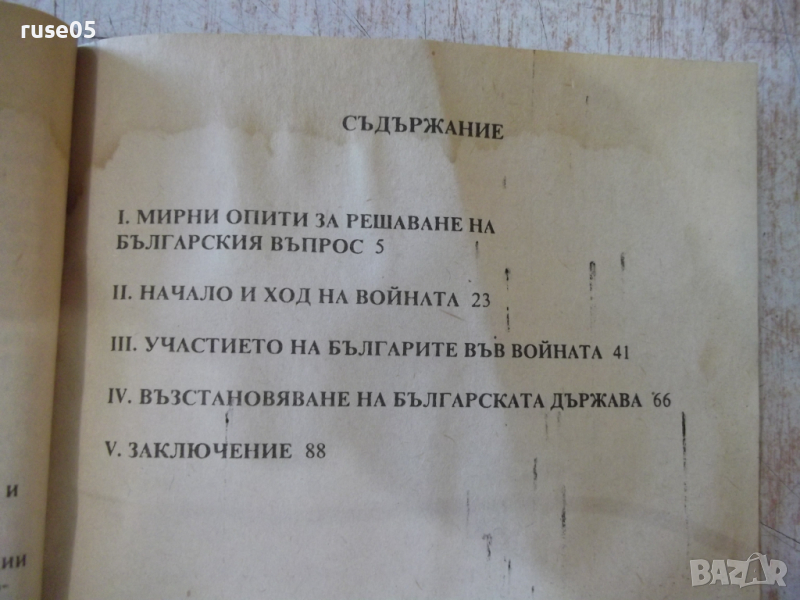 ruse05
СЪДЪРЖАНИЕ
I. МИРНИ ОПИТИ ЗА РЕШАВАНЕ НА
БЪЛГАРСКИЯ ВЪПРОС 5
II. НАЧАЛО И ХОД НА ВОЙНАТА 23
III. УЧАСТИЕТО НА БЪЛГАРИТЕ ВЪВ ВОЙНАТА 41
IV. ВЪЗСТАНОВЯВАНЕ НА БЪЛГАРСКАТА ДЪРЖАВА 66
V. ЗАКЛЮЧЕНИЕ 88
и
BAZAR